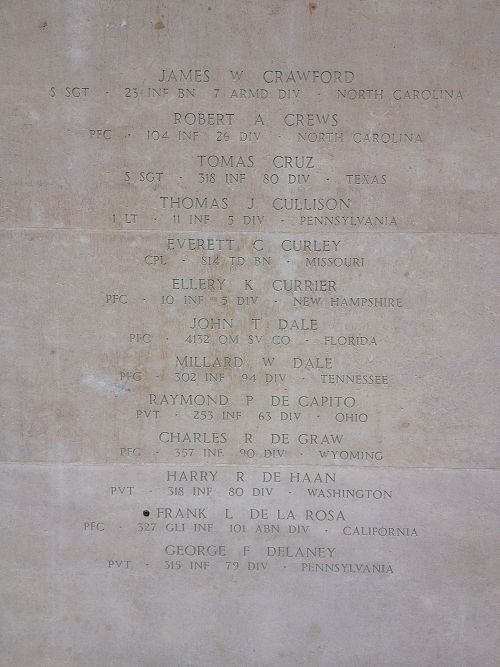 JAMES W CRAWFORD
S SGT · 23 INF BN 7 ARMD DIV · NORTH CAROLINA
ROBERT A CREWS
PFC · 104 INF 26 DIV · NORTH CAROLINA
TOMAS CRUZ
S SGT · 318 INF 80 DIV · TEXAS
THOMAS J CULLISON
1 LT · 11 INF 5 DIV · PENNSYLVANIA
EVERETT C CURLEY
CPL · 814 TD BN · MISSOURI
ELLERY K CURRIER
PFC · 10 INF 5 DIV · NEW HAMPSHIRE
JOHN T DALE
PFC · 4132 QM SV CO · FLORIDA
MILLARD W DALE
PFC · 302 INF 94 DIV · TENNESSEE
RAYMOND P DE CAPITO
PVT · 253 INF 63 DIV · OHIO
CHARLES R DE GRAW
PFC · 357 INF 90 DIV · WYOMING
HARRY R DE HAAN
PVT · 318 INF 80 DIV · WASHINGTON
FRANK L DE LA ROSA
PFC · 327 GLI INF 101 ABN DIV · CALIFORNIA
GEORGE F DELANEY
PVT · 315 INF 79 DIV · PENNSYLVANIA